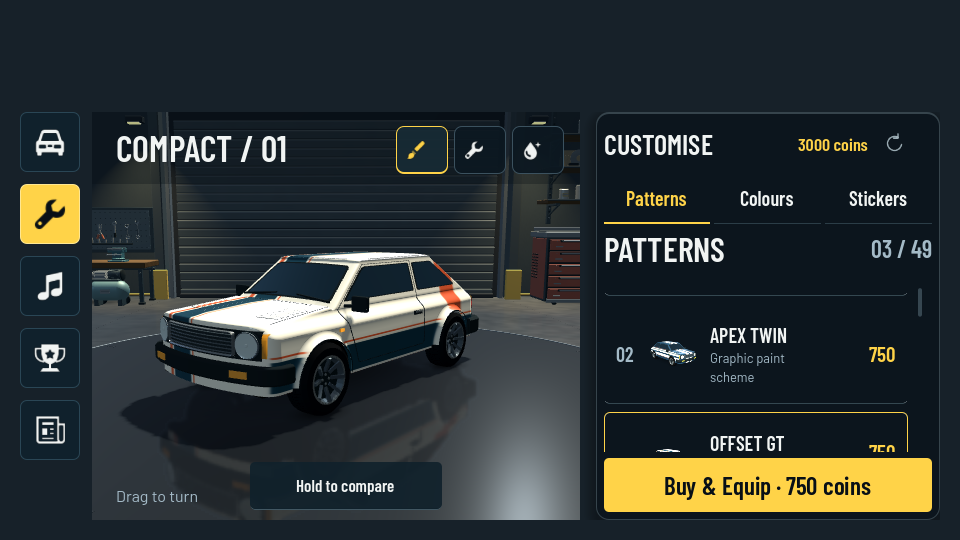 COMPACT / 01
CUSTOMISE
3000 coins
Patterns
Colours
Stickers
PATTERNS
03 / 49
02
APEX TWIN
Graphic paint
scheme
750
OFFSET GT
750
Buy & Equip · 750 coins
Hold to compare
Drag to turn